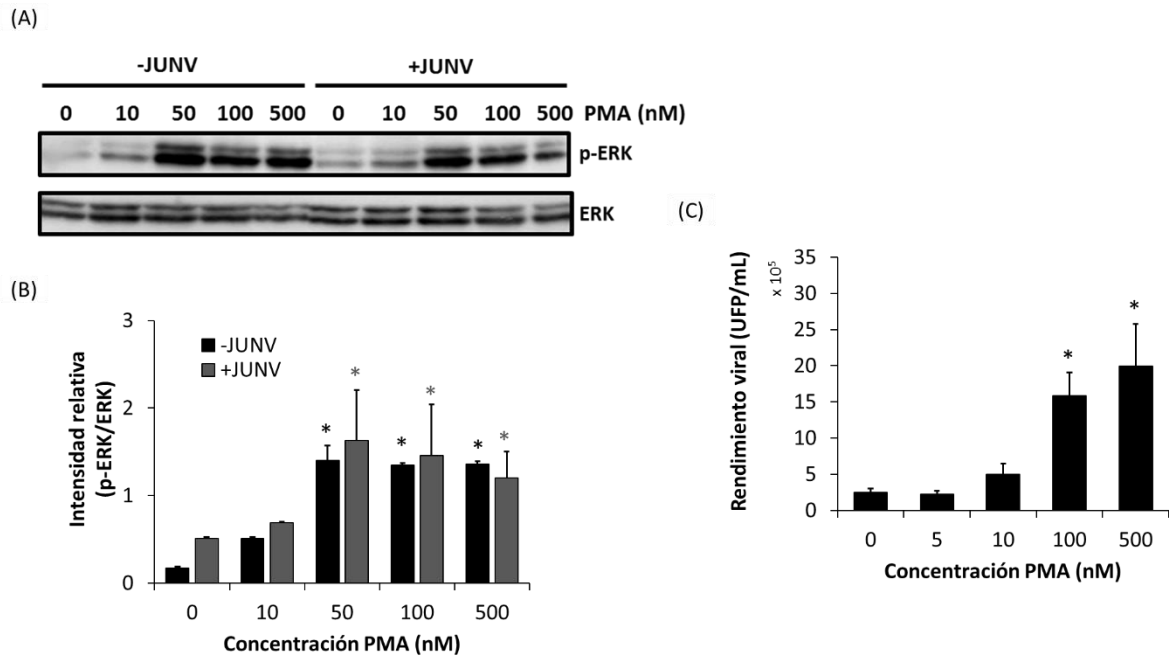 (A)
-JUNV +JUNV
0 10 50 100 500 0 10 50 100 500 PMA (nM)
p-ERK
ERK
(B)
Intensidad relativa
(p-ERK/ERK)
3
2
1
0
-JUNV
+JUNV
* * * * * *
0 10 50 100 500
Concentración PMA (nM)
(C)
Rendimiento viral (UFP/mL)
x 10⁵
35
30
25
20
15
10
5
0
* *
0 5 10 100 500
Concentración PMA (nM)